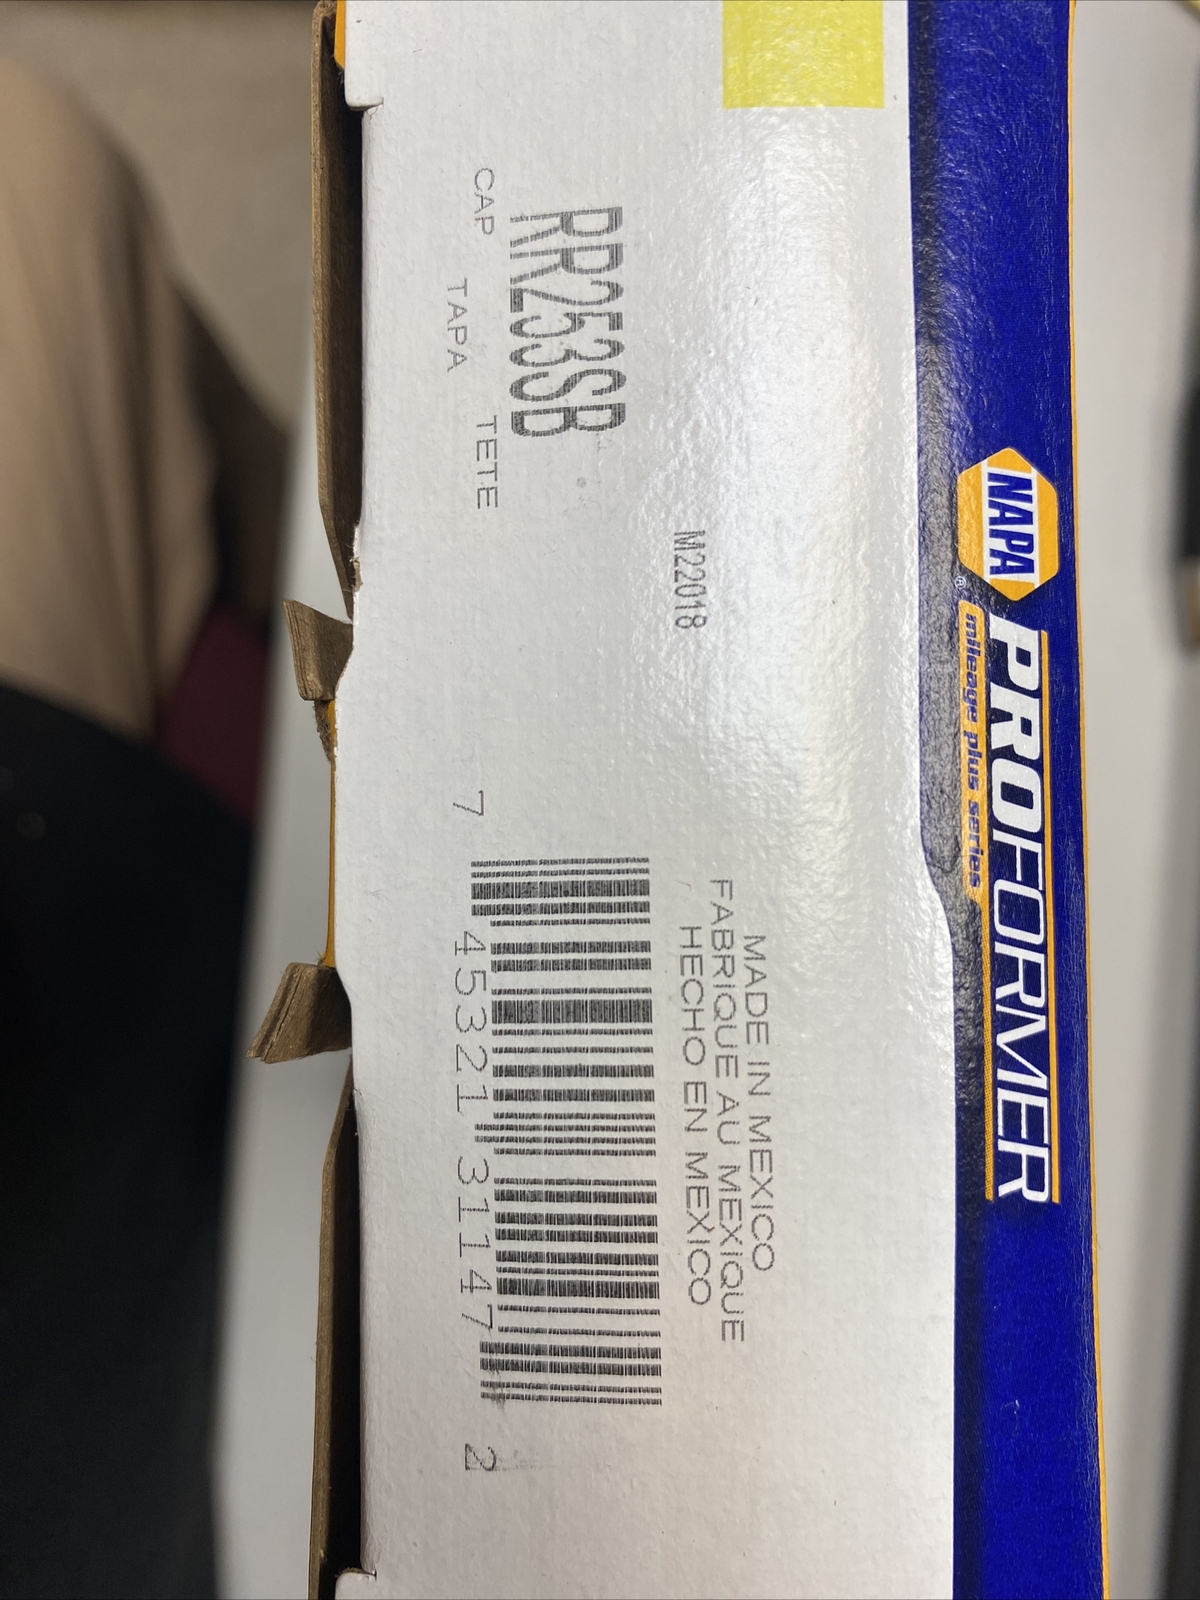 NAPA®
PROFORMER
mileage plus series
MADE IN MEXICO
FABRIQUE AU MEXIQUE
HECHO EN MEXICO
M22018
RR253SB
CAP
TAPA
TETE
7 45321 31147 2